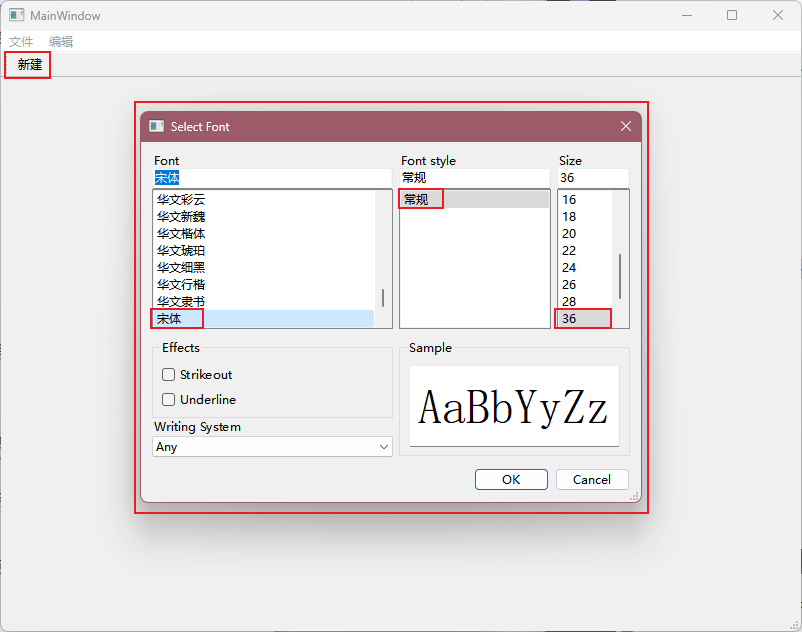 MainWindow
文件 编辑
新建
Select Font
Font Font style Size
宋体 常规 36
华文彩云 常规 16
华文新魏 18
华文楷体 20
华文琥珀 22
华文细黑 24
华文行楷 26
华文隶书 28
宋体 36
Effects Sample
Strikeout
Underline
AaBbYyZz
Writing System
Any
OK Cancel